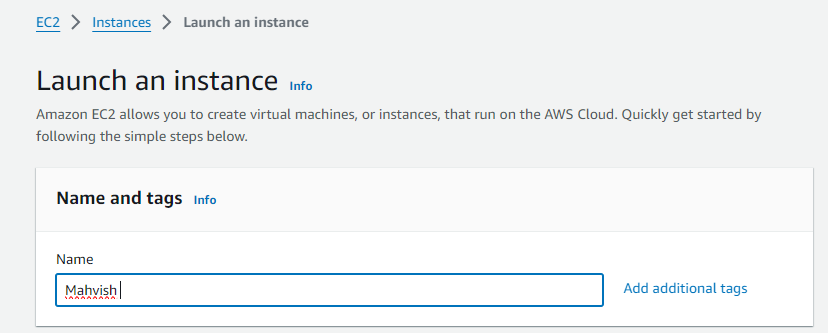 EC2 > Instances > Launch an instance
Launch an instance Info
Amazon EC2 allows you to create virtual machines, or instances, that run on the AWS Cloud. Quickly get started by
following the simple steps below.
Name and tags Info
Name
Mahvish
Add additional tags